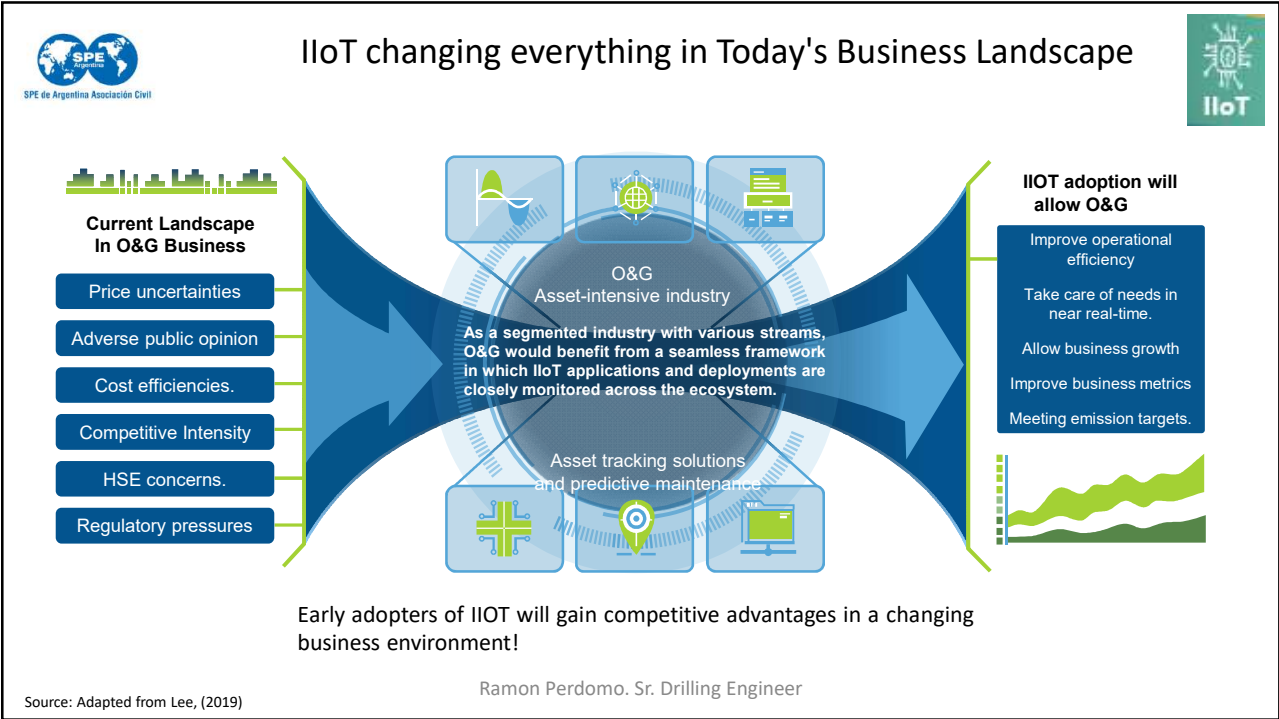 IIoT changing everything in Today's Business Landscape
SPE
Argentina
SPE de Argentina Asociación Civil
IIoT
Current Landscape
In O&G Business
Price uncertainties
Adverse public opinion
Cost efficiencies.
Competitive Intensity
HSE concerns.
Regulatory pressures
O&G
Asset-intensive industry
As a segmented industry with various streams,
O&G would benefit from a seamless framework
in which IIoT applications and deployments are
closely monitored across the ecosystem.
Asset tracking solutions
and predictive maintenance
IIOT adoption will
allow O&G
Improve operational
efficiency
Take care of needs in
near real-time.
Allow business growth
Improve business metrics
Meeting emission targets.
Early adopters of IIOT will gain competitive advantages in a changing
business environment!
Ramon Perdomo. Sr. Drilling Engineer
Source: Adapted from Lee, (2019)